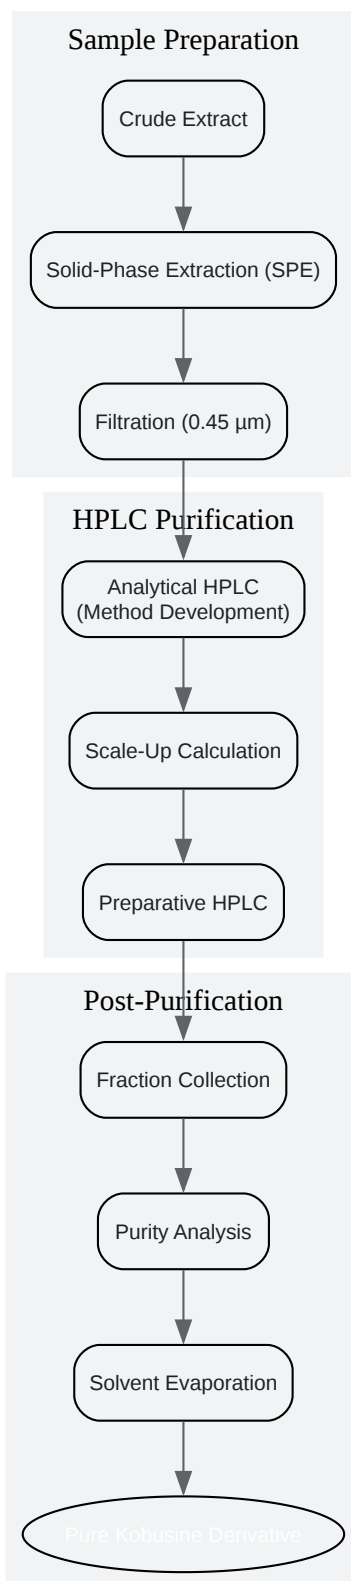 Sample Preparation
Crude Extract
Solid-Phase Extraction (SPE)
Filtration (0.45 µm)
HPLC Purification
Analytical HPLC
(Method Development)
Scale-Up Calculation
Preparative HPLC
Post-Purification
Fraction Collection
Purity Analysis
Solvent Evaporation
Pure Kobusine Derivative